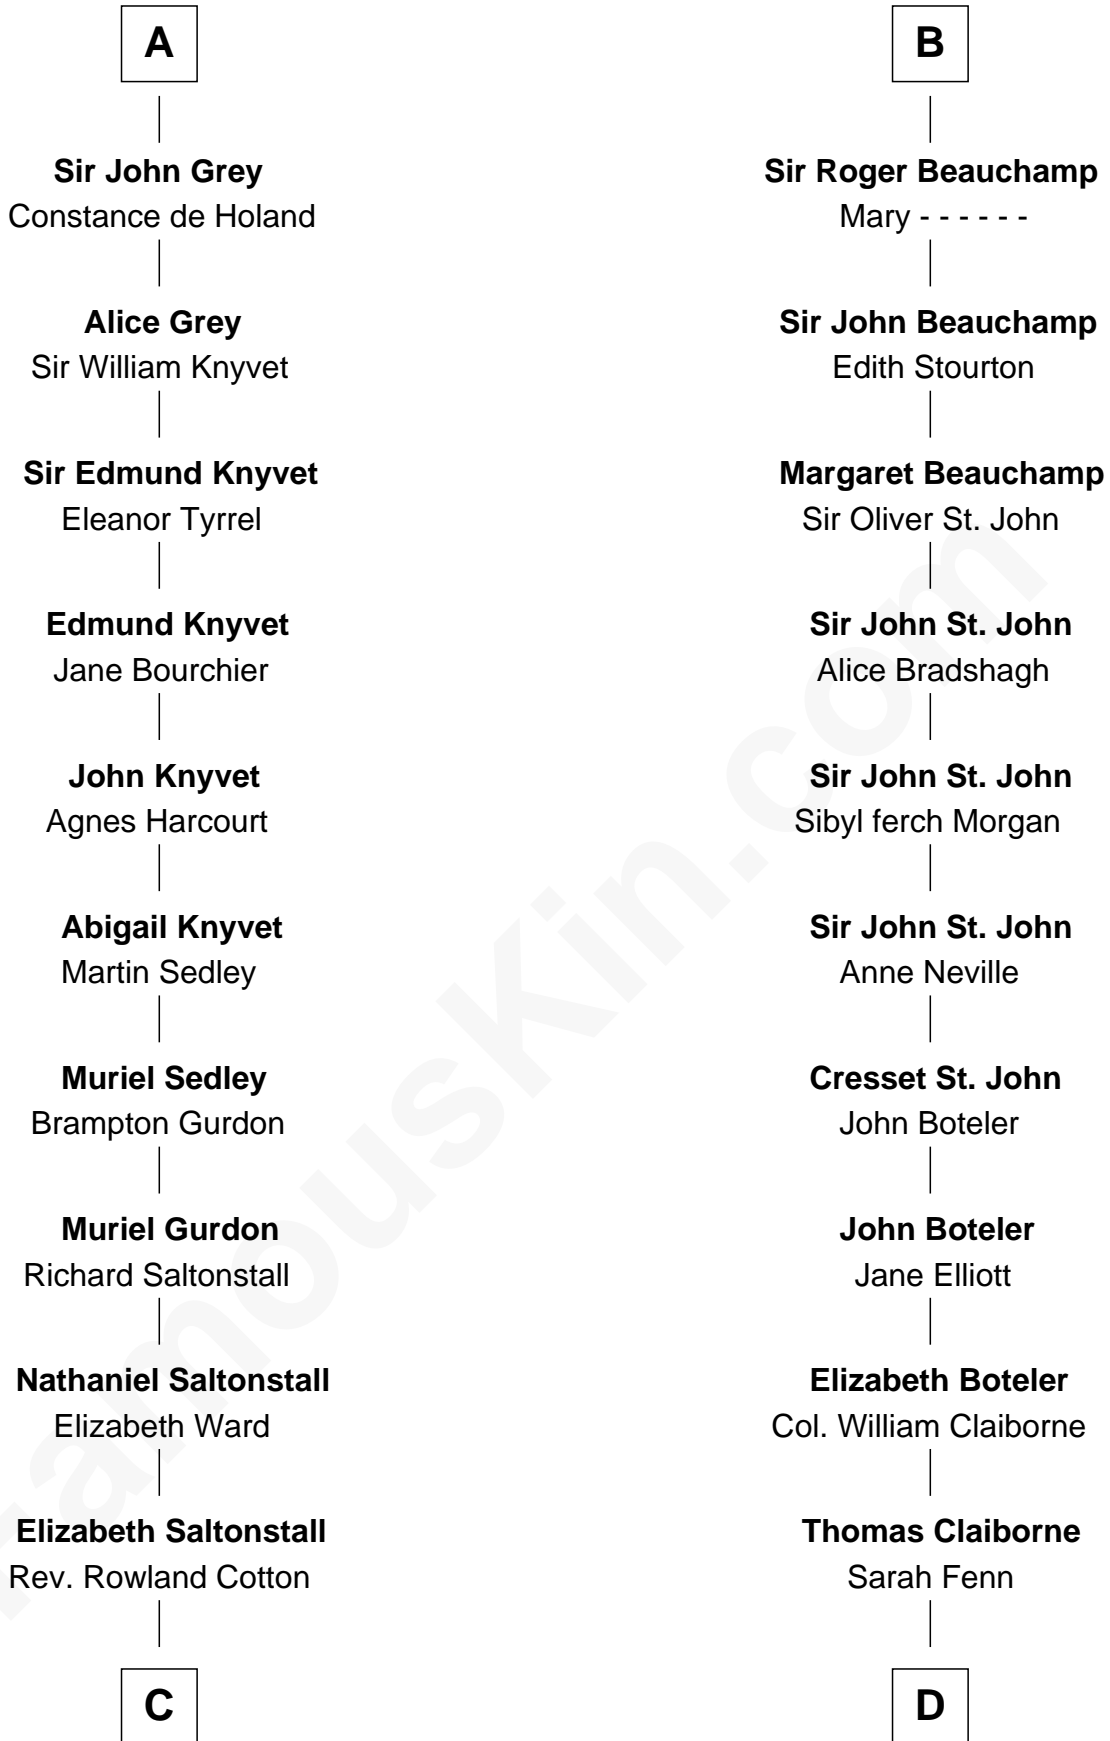 A
Sir John Grey
Constance de Holand
Alice Grey
Sir William Knyvet
Sir Edmund Knyvet
Eleanor Tyrrel
Edmund Knyvet
Jane Bourchier
John Knyvet
Agnes Harcourt
Abigail Knyvet
Martin Sedley
Muriel Sedley
Brampton Gurdon
Muriel Gurdon
Richard Saltonstall
Nathaniel Saltonstall
Elizabeth Ward
Elizabeth Saltonstall
Rev. Rowland Cotton
C
B
Sir Roger Beauchamp
Mary - - - - - -
Sir John Beauchamp
Edith Stourton
Margaret Beauchamp
Sir Oliver St. John
Sir John St. John
Alice Bradshagh
Sir John St. John
Sibyl ferch Morgan
Sir John St. John
Anne Neville
Cresset St. John
John Boteler
John Boteler
Jane Elliott
Elizabeth Boteler
Col. William Claiborne
Thomas Claiborne
Sarah Fenn
D
FamousKin.com